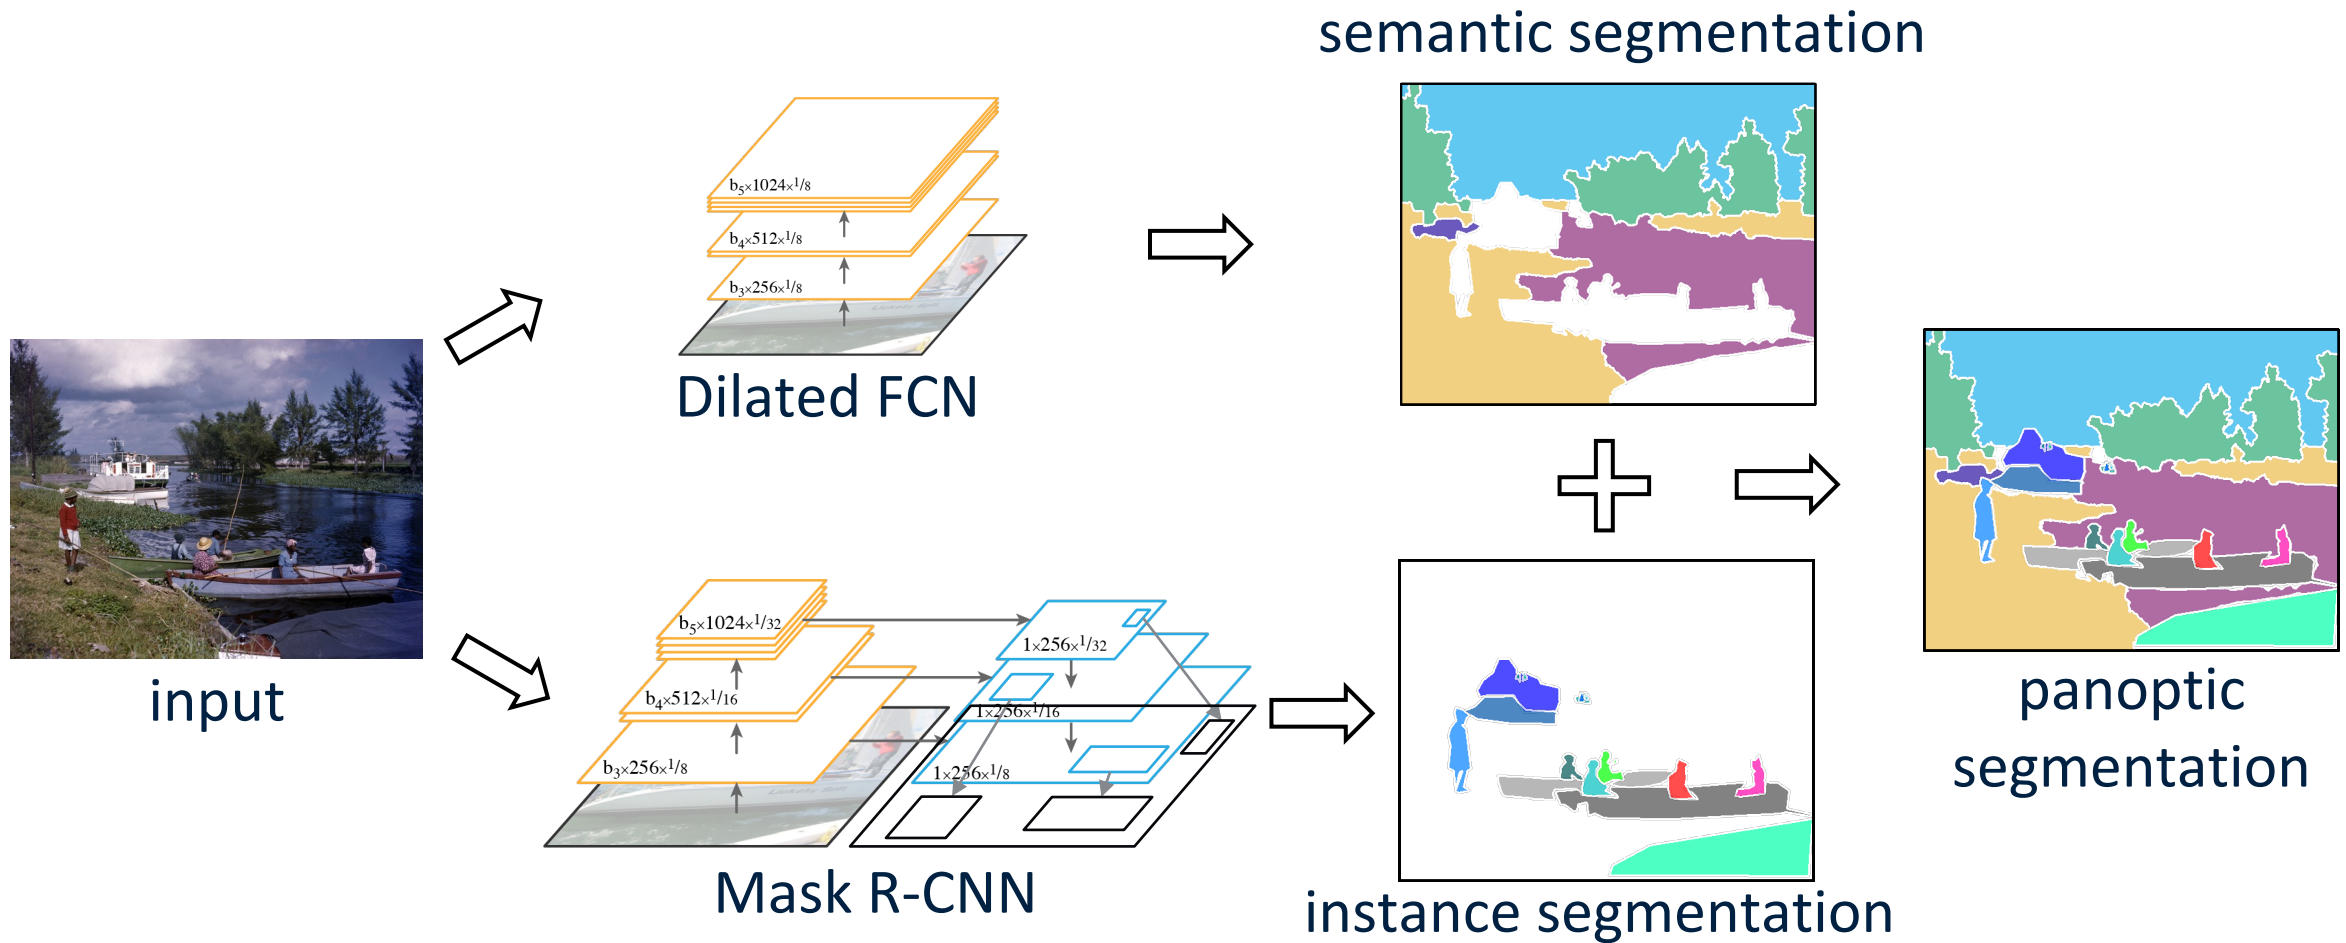 semantic segmentation
b5×1024×1/8
b4×512×1/8
b3×256×1/8
Dilated FCN
input
b5×1024×1/32
b4×512×1/16
b3×256×1/8
1×256×1/32
1×256×1/16
1×256×1/8
Mask R-CNN
instance segmentation
panoptic
segmentation